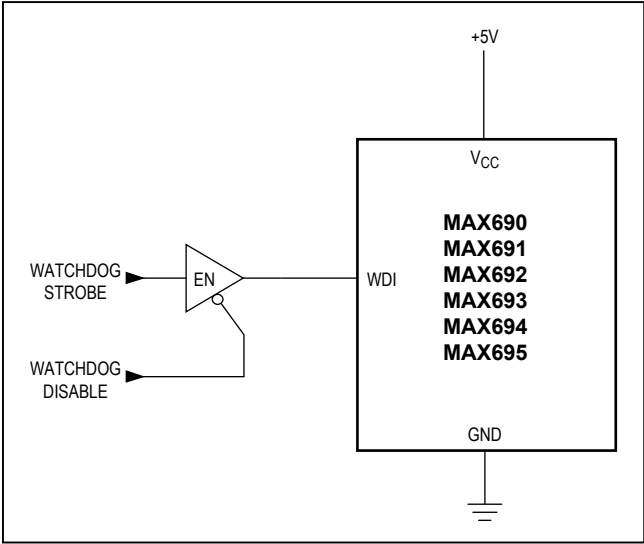 +5V
VCC
MAX690
MAX691
MAX692
MAX693
MAX694
MAX695
WATCHDOG
STROBE
EN
WDI
WATCHDOG
DISABLE
GND